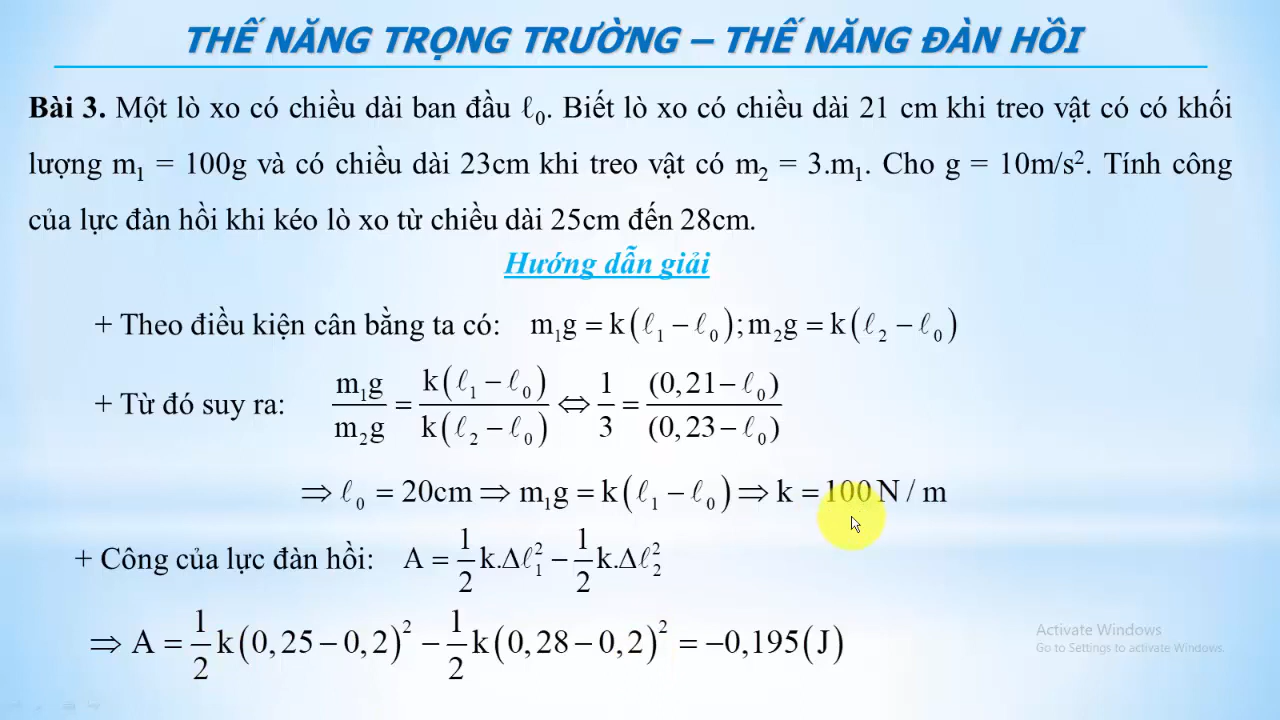 THẾ NĂNG TRỌNG TRƯỜNG – THẾ NĂNG ĐÀN HỒI
Bài 3. Một lò xo có chiều dài ban đầu ℓ₀. Biết lò xo có chiều dài 21 cm khi treo vật có có khối
lượng m₁ = 100g và có chiều dài 23cm khi treo vật có m₂ = 3.m₁. Cho g = 10m/s². Tính công
của lực đàn hồi khi kéo lò xo từ chiều dài 25cm đến 28cm.
Hướng dẫn giải
+ Theo điều kiện cân bằng ta có: m₁g = k(ℓ₁ − ℓ₀); m₂g = k(ℓ₂ − ℓ₀)
+ Từ đó suy ra: m₁g / m₂g = k(ℓ₁ − ℓ₀) / k(ℓ₂ − ℓ₀) ⇔ 1/3 = (0,21 − ℓ₀) / (0,23 − ℓ₀)
⇒ ℓ₀ = 20cm ⇒ m₁g = k(ℓ₁ − ℓ₀) ⇒ k = 100 N / m
+ Công của lực đàn hồi: A = 1/2 k.Δℓ₁² − 1/2 k.Δℓ₂²
⇒ A = 1/2 k(0,25 − 0,2)² − 1/2 k(0,28 − 0,2)² = −0,195(J)
Activate Windows
Go to Settings to activate Windows.